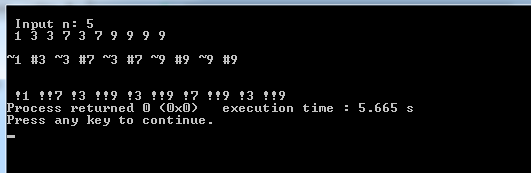 Input n: 5
1 3 3 7 3 7 9 9 9 9
~1 #3 ~3 #7 ~3 #7 ~9 #9 ~9 #9
!1 !!7 !3 !!9 !3 !!9 !7 !!9 !3 !!9
Process returned 0 (0x0)   execution time : 5.665 s
Press any key to continue.